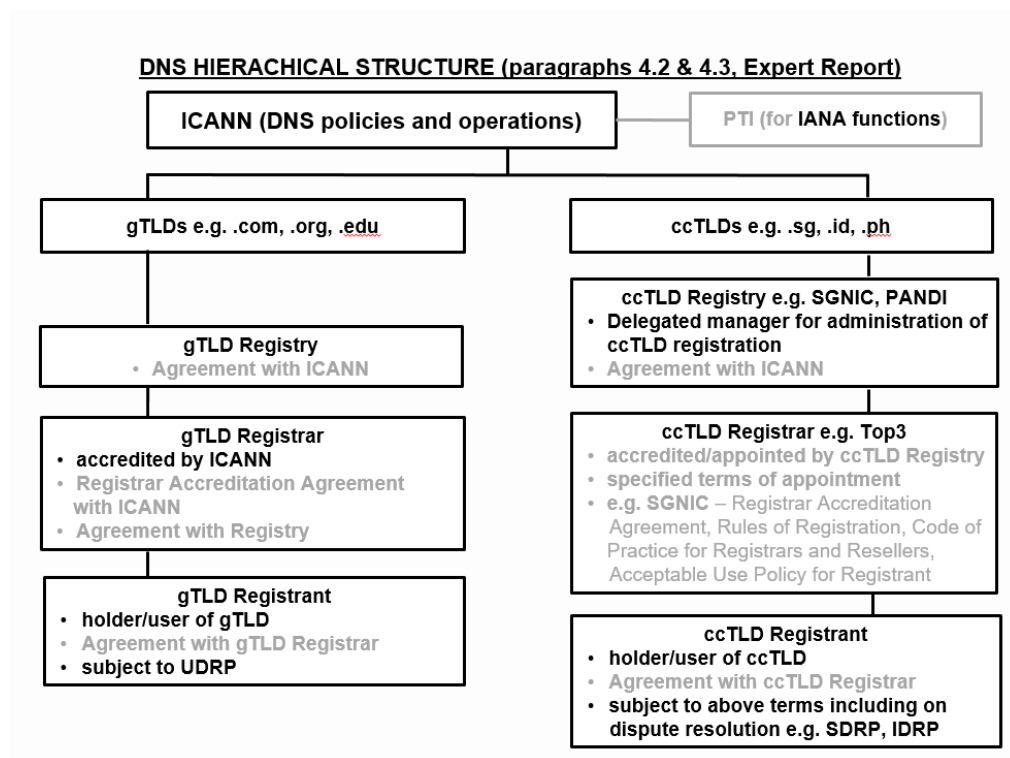 DNS HIERACHICAL STRUCTURE (paragraphs 4.2 & 4.3, Expert Report)
ICANN (DNS policies and operations)
PTI (for IANA functions)
gTLDs e.g. .com, .org, .edu
ccTLDs e.g. .sg, .id, .ph
gTLD Registry
• Agreement with ICANN
gTLD Registrar
• accredited by ICANN
• Registrar Accreditation Agreement
with ICANN
• Agreement with Registry
gTLD Registrant
• holder/user of gTLD
• Agreement with gTLD Registrar
• subject to UDRP
ccTLD Registry e.g. SGNIC, PANDI
• Delegated manager for administration of
ccTLD registration
• Agreement with ICANN
ccTLD Registrar e.g. Top3
• accredited/appointed by ccTLD Registry
• specified terms of appointment
• e.g. SGNIC – Registrar Accreditation
Agreement, Rules of Registration, Code of
Practice for Registrars and Resellers,
Acceptable Use Policy for Registrant
ccTLD Registrant
• holder/user of ccTLD
• Agreement with ccTLD Registrar
• subject to above terms including on
dispute resolution e.g. SDRP, IDRP